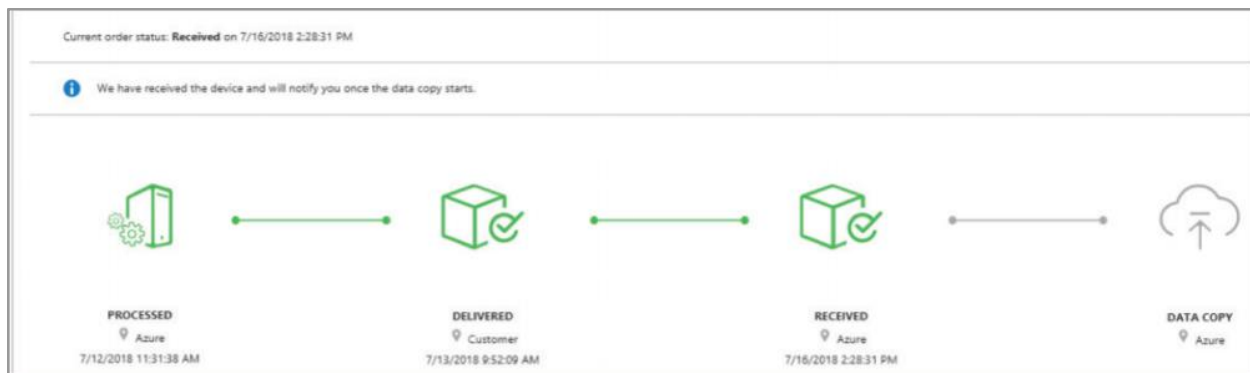 Current order status: Received on 7/16/2018 2:28:31 PM
We have received the device and will notify you once the data copy starts.
PROCESSED
Azure
7/12/2018 11:31:38 AM
DELIVERED
Customer
7/13/2018 9:52:09 AM
RECEIVED
Azure
7/16/2018 2:28:31 PM
DATA COPY
Azure